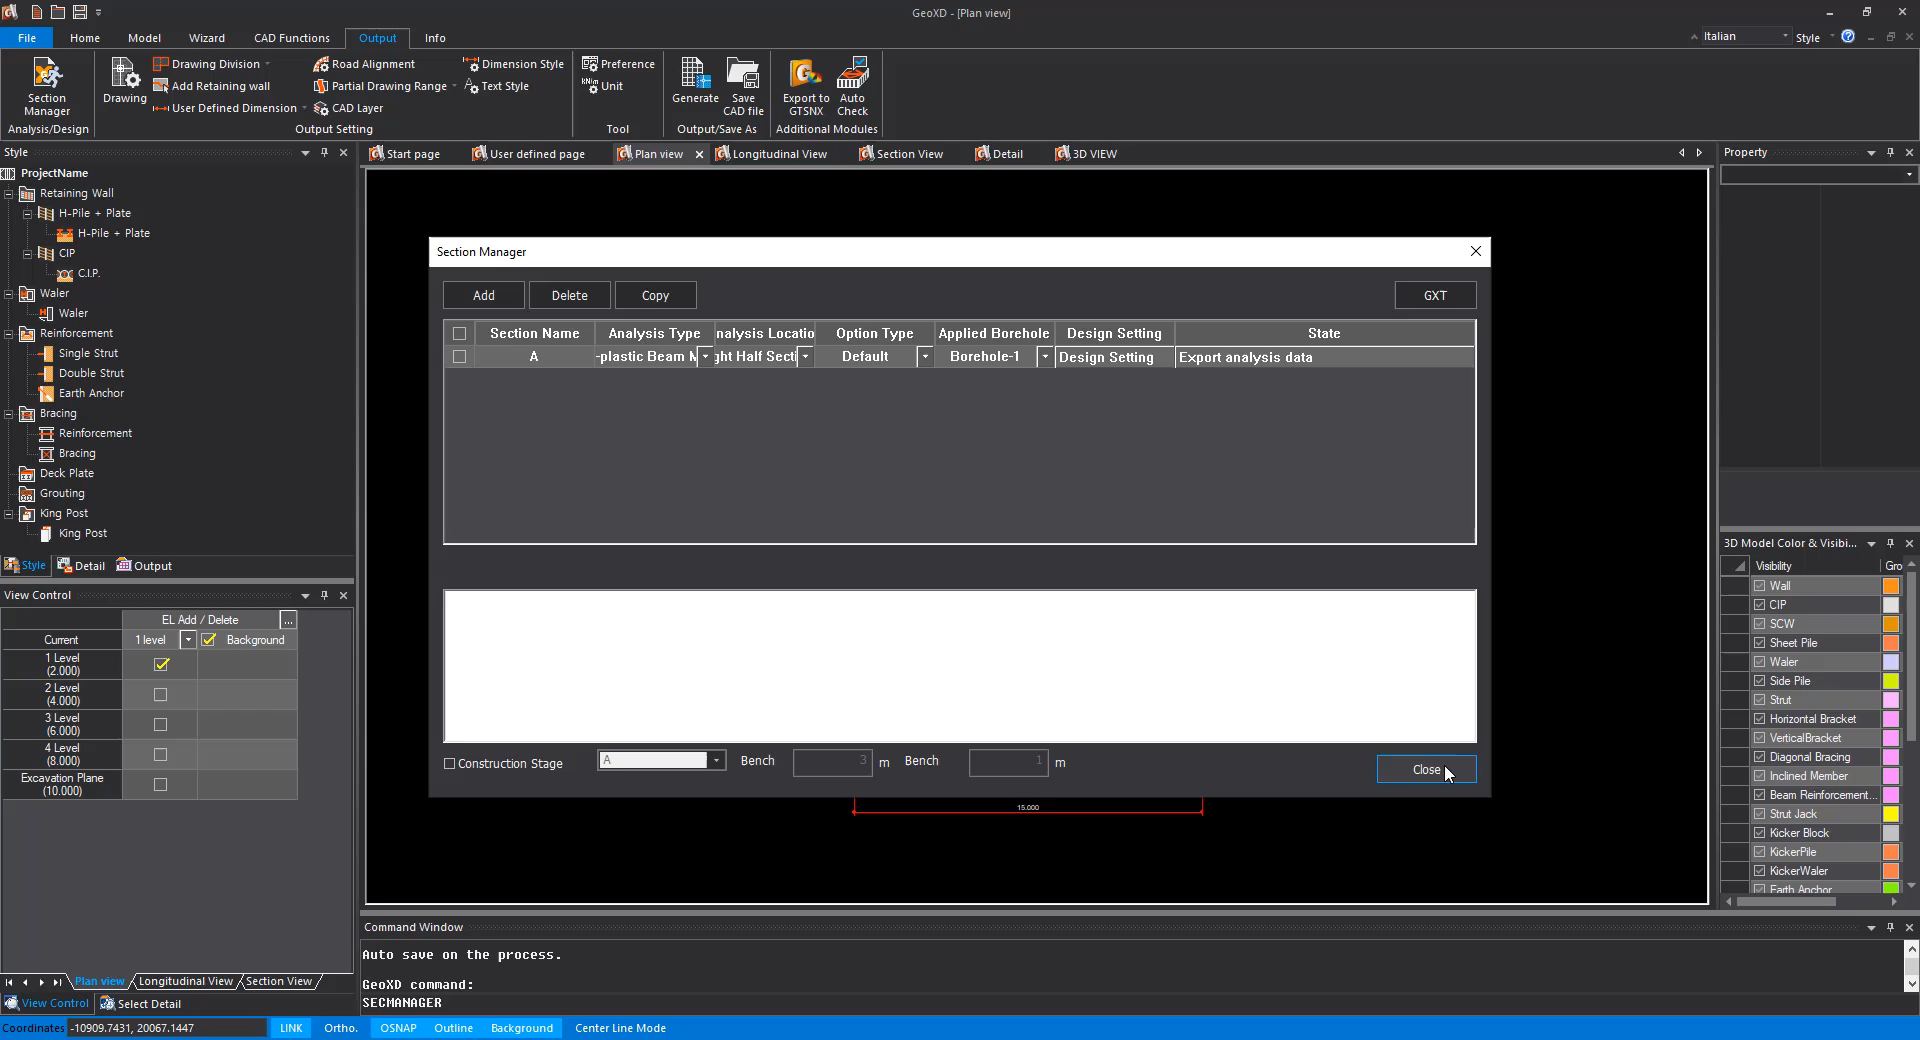 GeoXD - [Plan view]
File Home Model Wizard CAD Functions Output Info
Italian Style
Section Manager
Drawing
Drawing Division
Add Retaining wall
User Defined Dimension
Road Alignment
Partial Drawing Range
CAD Layer
Dimension Style
Text Style
Preference
Unit
Generate
Save CAD file
Export to GTSNX
Auto Check
Analysis/Design Output Setting Tool Output/Save As Additional Modules
Style
ProjectName
Retaining Wall
H-Pile + Plate
H-Pile + Plate
CIP
C.I.P.
Waler
Waler
Reinforcement
Single Strut
Double Strut
Earth Anchor
Bracing
Reinforcement
Bracing
Deck Plate
Grouting
King Post
King Post
Style Detail Output
View Control
EL Add / Delete ...
Current 1 level Background
1 Level
(2.000)
2 Level
(4.000)
3 Level
(6.000)
4 Level
(8.000)
Excavation Plane
(10.000)
Plan view Longitudinal View Section View
View Control Select Detail
Start page User defined page Plan view Longitudinal View Section View Detail 3D VIEW
Section Manager
Add Delete Copy GXT
Section Name Analysis Type nalysis Locatio Option Type Applied Borehole Design Setting State
A -plastic Beam M ght Half Secti Default Borehole-1 Design Setting Export analysis data
Construction Stage A Bench 3 m Bench 1 m
Close
15.000
Command Window
Auto save on the process.
GeoXD command:
SECMANAGER
Property
3D Model Color & Visibi...
Visibility Gro
Wall
CIP
SCW
Sheet Pile
Waler
Side Pile
Strut
Horizontal Bracket
VerticalBracket
Diagonal Bracing
Inclined Member
Beam Reinforcement...
Strut Jack
Kicker Block
KickerPile
KickerWaler
Earth Anchor
Coordinates -10909.7431, 20067.1447 LINK Ortho. OSNAP Outline Background Center Line Mode